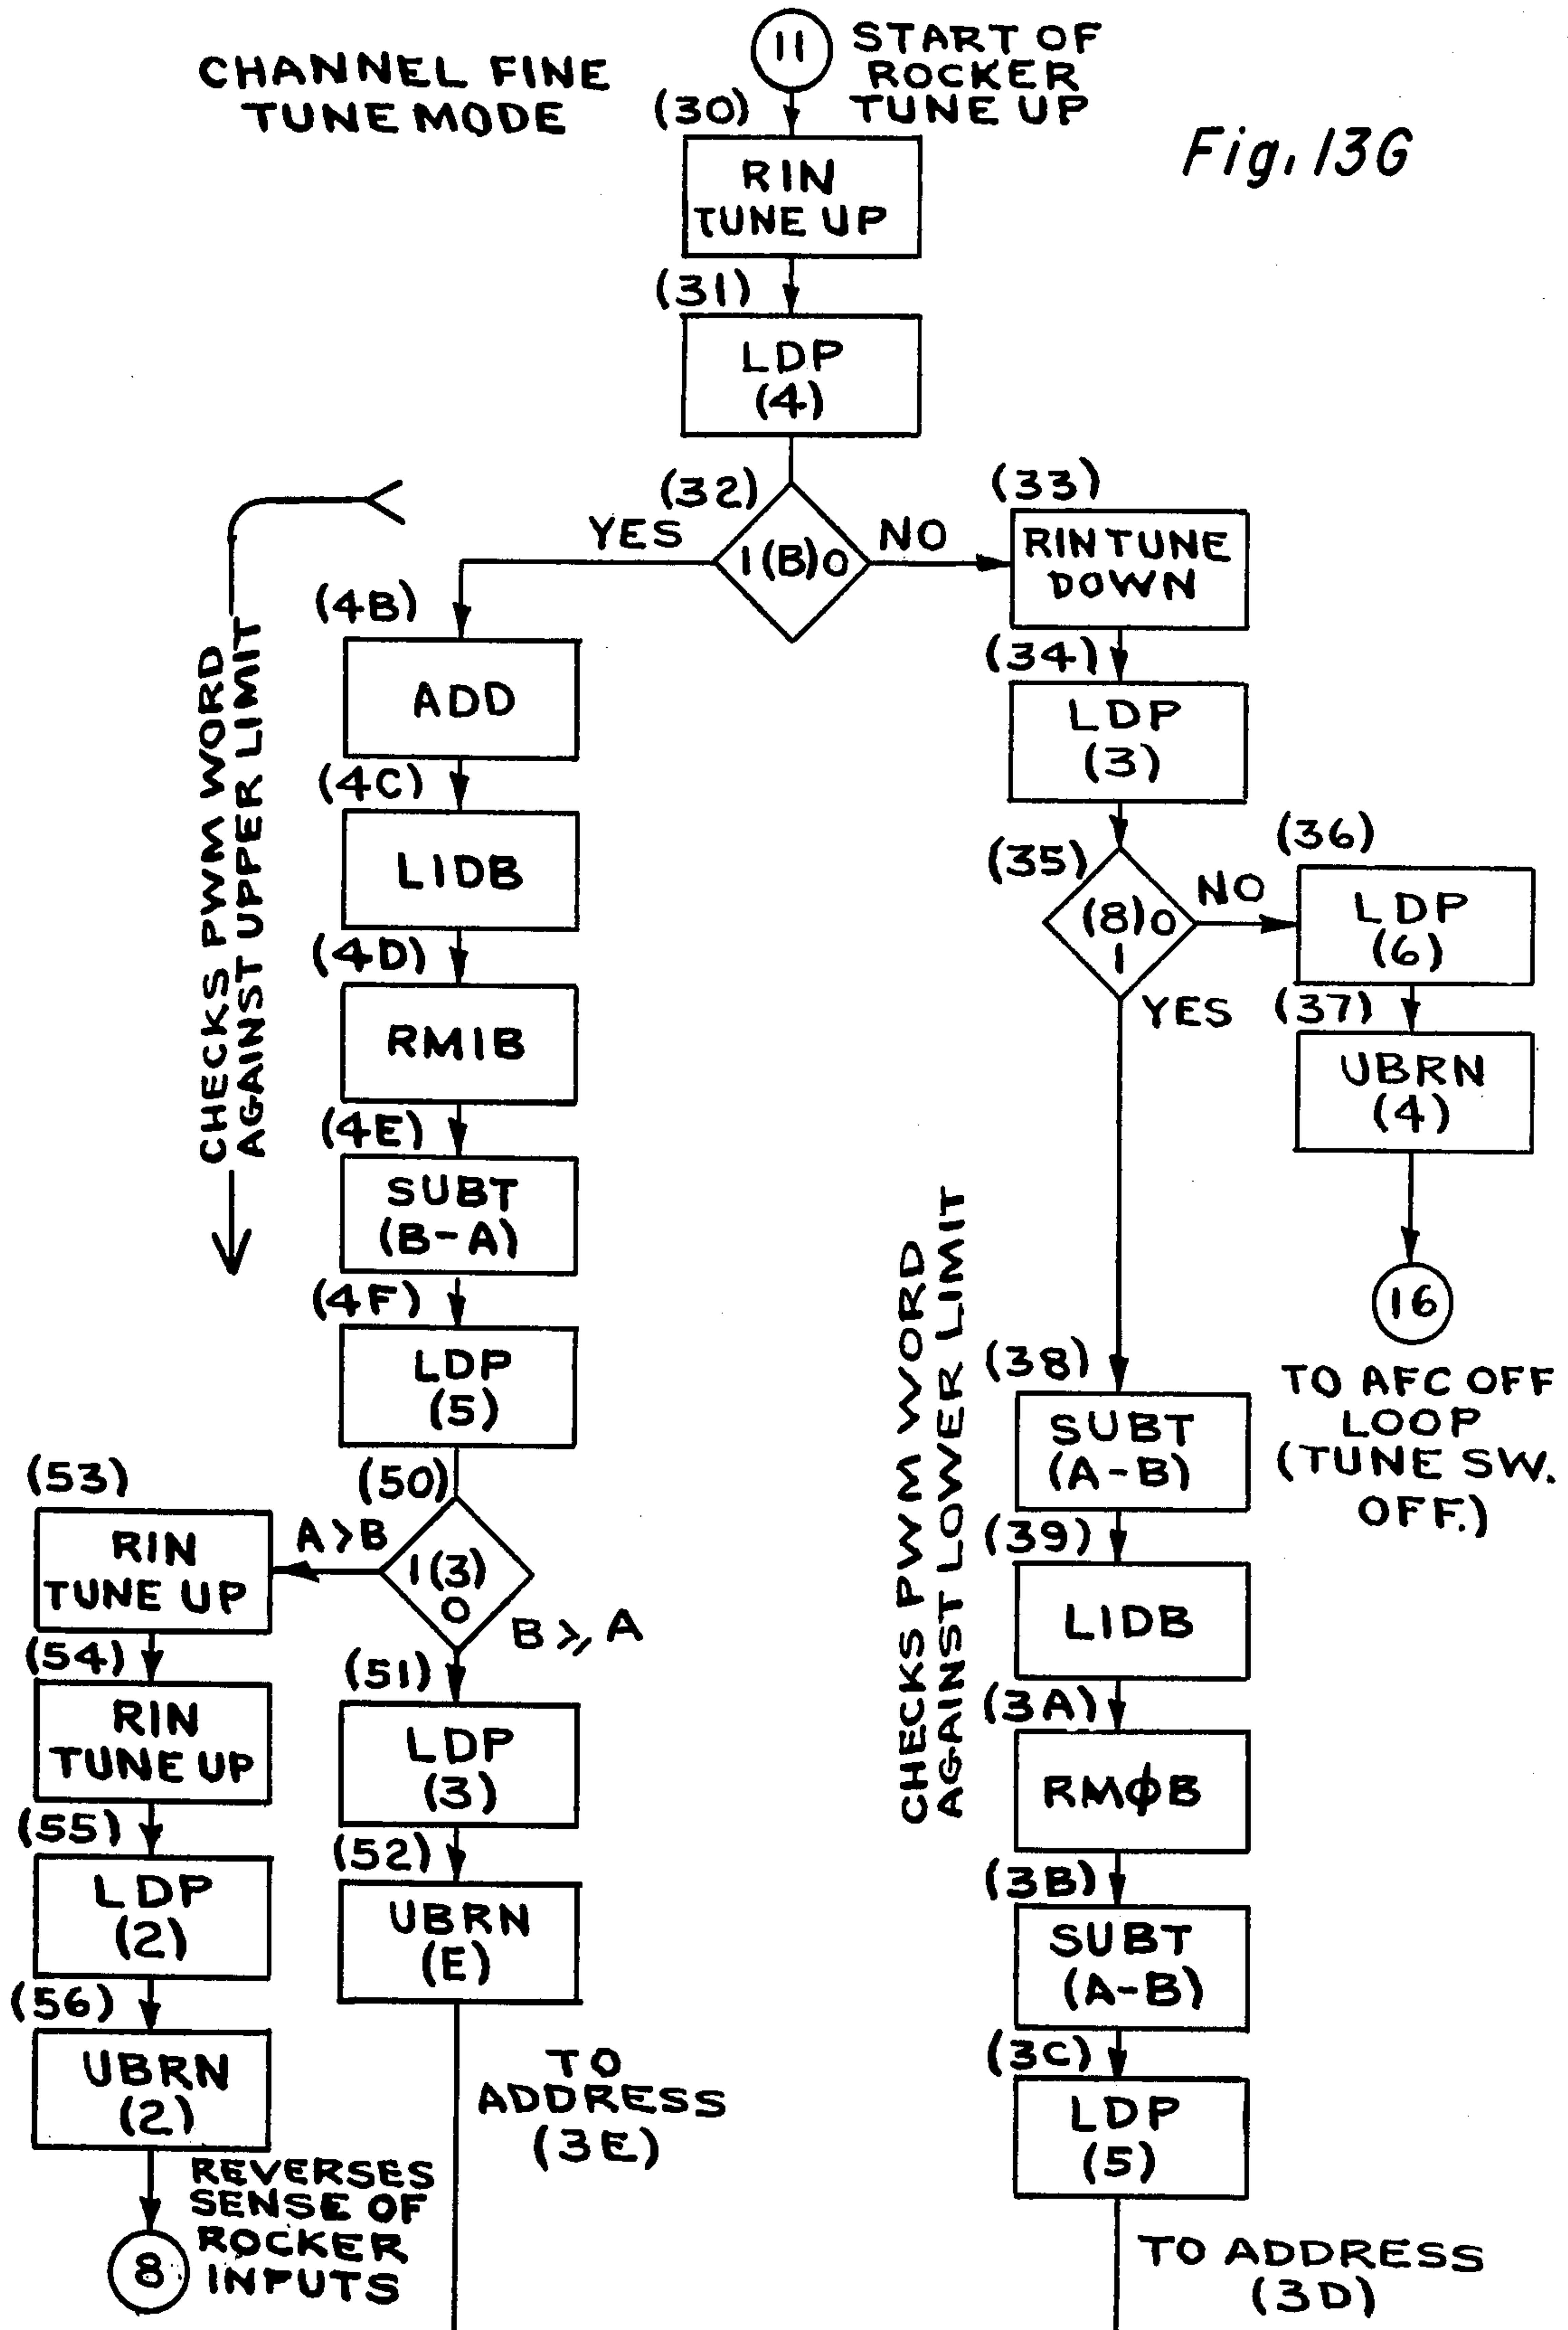 CHANNEL FINE
TUNE MODE
11
START OF
ROCKER
TUNE UP
Fig. 13G
(30)
RIN
TUNE UP
(31)
LDP
(4)
(32)
1(B)0
YES
NO
(33)
RIN TUNE
DOWN
(34)
LDP
(3)
(35)
(8)0
1
NO
YES
(36)
LDP
(6)
(37)
UBRN
(4)
16
TO AFC OFF
LOOP
(TUNE SW.
OFF.)
CHECKS PWM WORD
AGAINST UPPER LIMIT
(4B)
ADD
(4C)
LIDB
(4D)
RMIB
(4E)
SUBT
(B-A)
(4F)
LDP
(5)
(50)
1(3)
0
A>B
B⩾A
(53)
RIN
TUNE UP
(54)
RIN
TUNE UP
(55)
LDP
(2)
(56)
UBRN
(2)
8
REVERSES
SENSE OF
ROCKER
INPUTS
(51)
LDP
(3)
(52)
UBRN
(E)
TO
ADDRESS
(3E)
CHECKS PWM WORD
AGAINST LOWER LIMIT
(38)
SUBT
(A-B)
(39)
LIDB
(3A)
RMϕB
(3B)
SUBT
(A-B)
(3C)
LDP
(5)
TO ADDRESS
(3D)